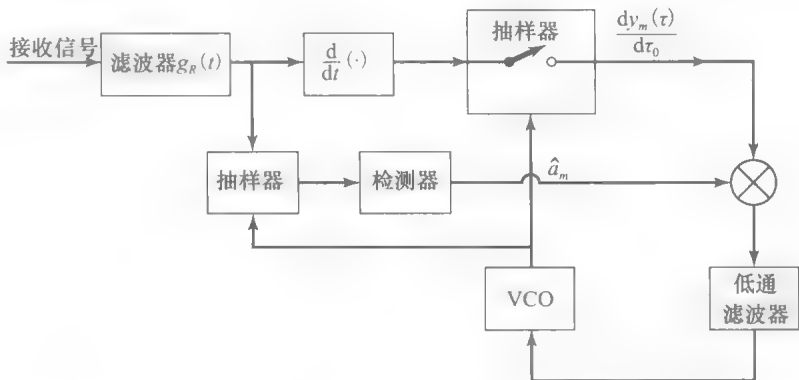 接收信号
滤波器g_R(t)
d/dt(·)
抽样器
dy_m(τ)/dτ_0
抽样器
检测器
â_m
VCO
低通
滤波器